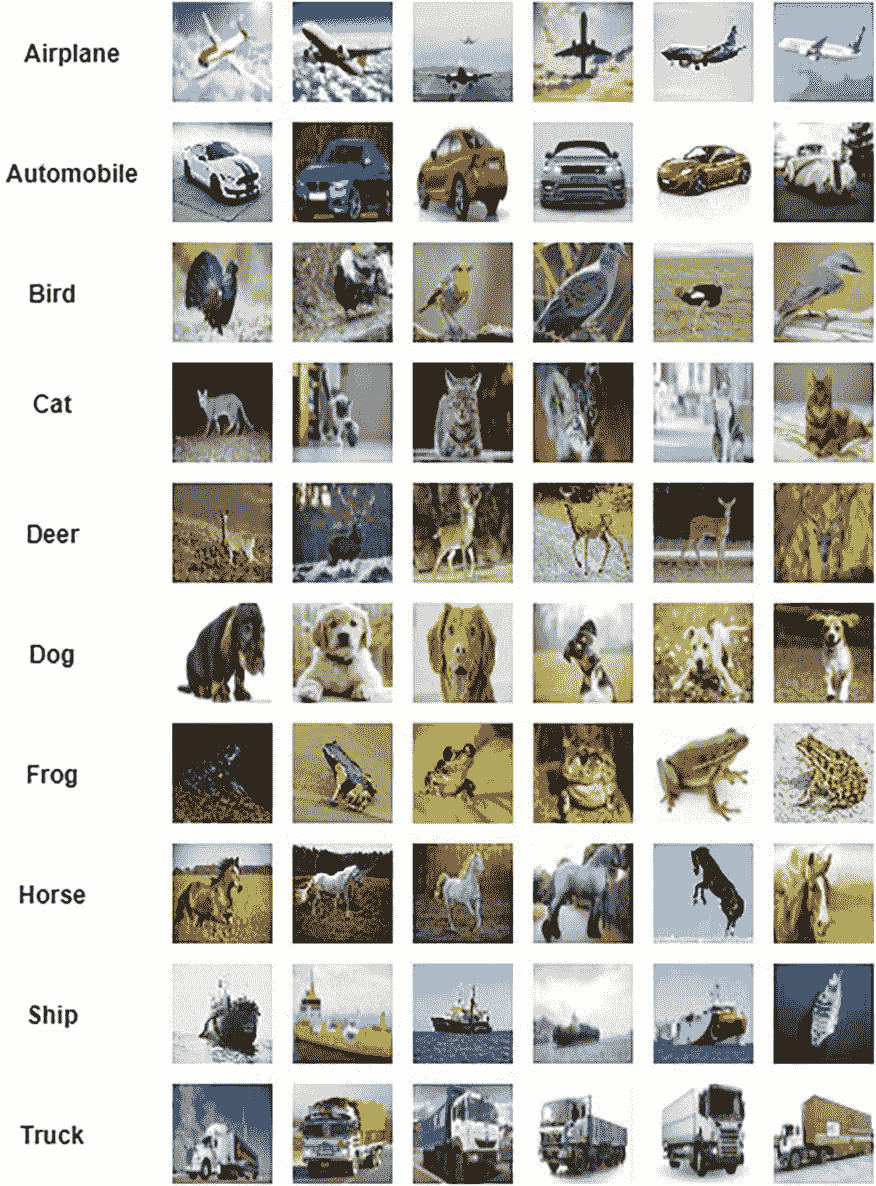 Airplane
Automobile
Bird
Cat
Deer
Dog
Frog
Horse
Ship
Truck